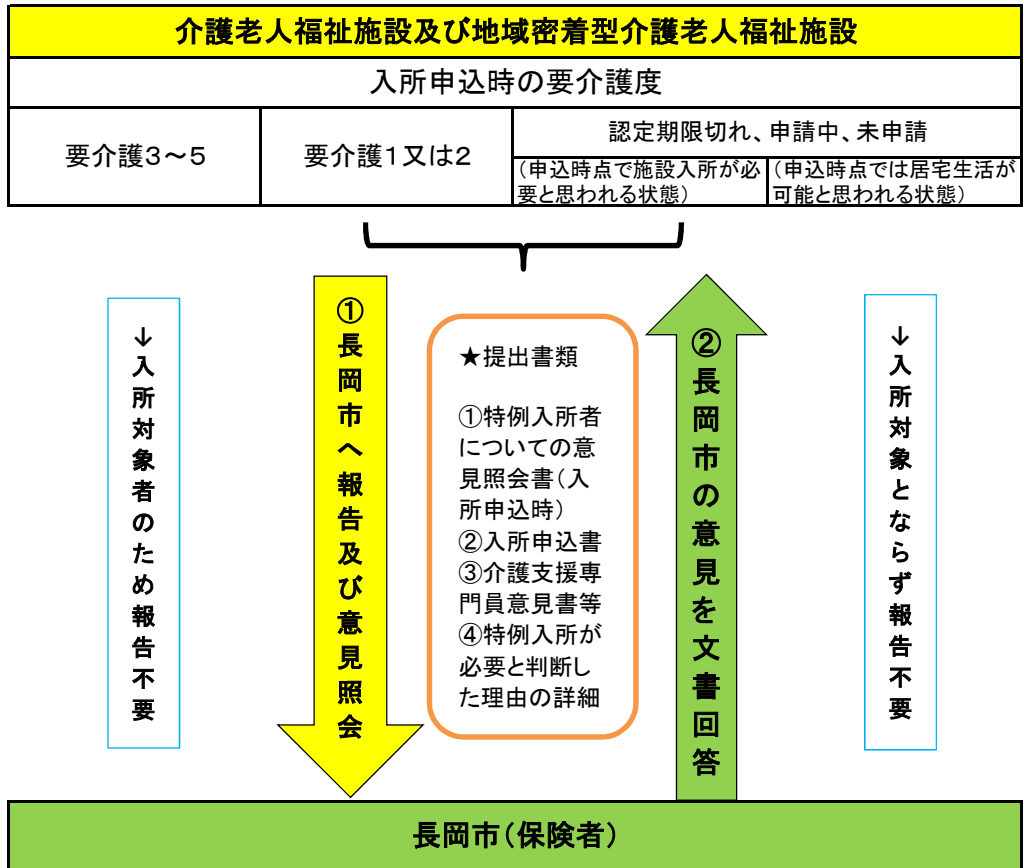 介護老人福祉施設及び地域密着型介護老人福祉施設
入所申込時の要介護度
要介護3～5
要介護1又は2
認定期限切れ、申請中、未申請
(申込時点で施設入所が必
要と思われる状態)
(申込時点では居宅生活が
可能と思われる状態)
↓入所対象者のため報告不要
①長岡市へ報告及び意見照会
★提出書類
①特例入所者
についての意
見照会書(入
所申込時)
②入所申込書
③介護支援専
門員意見書等
④特例入所が
必要と判断し
た理由の詳細
②長岡市の意見を文書回答
↓入所対象とならず報告不要
長岡市(保険者)